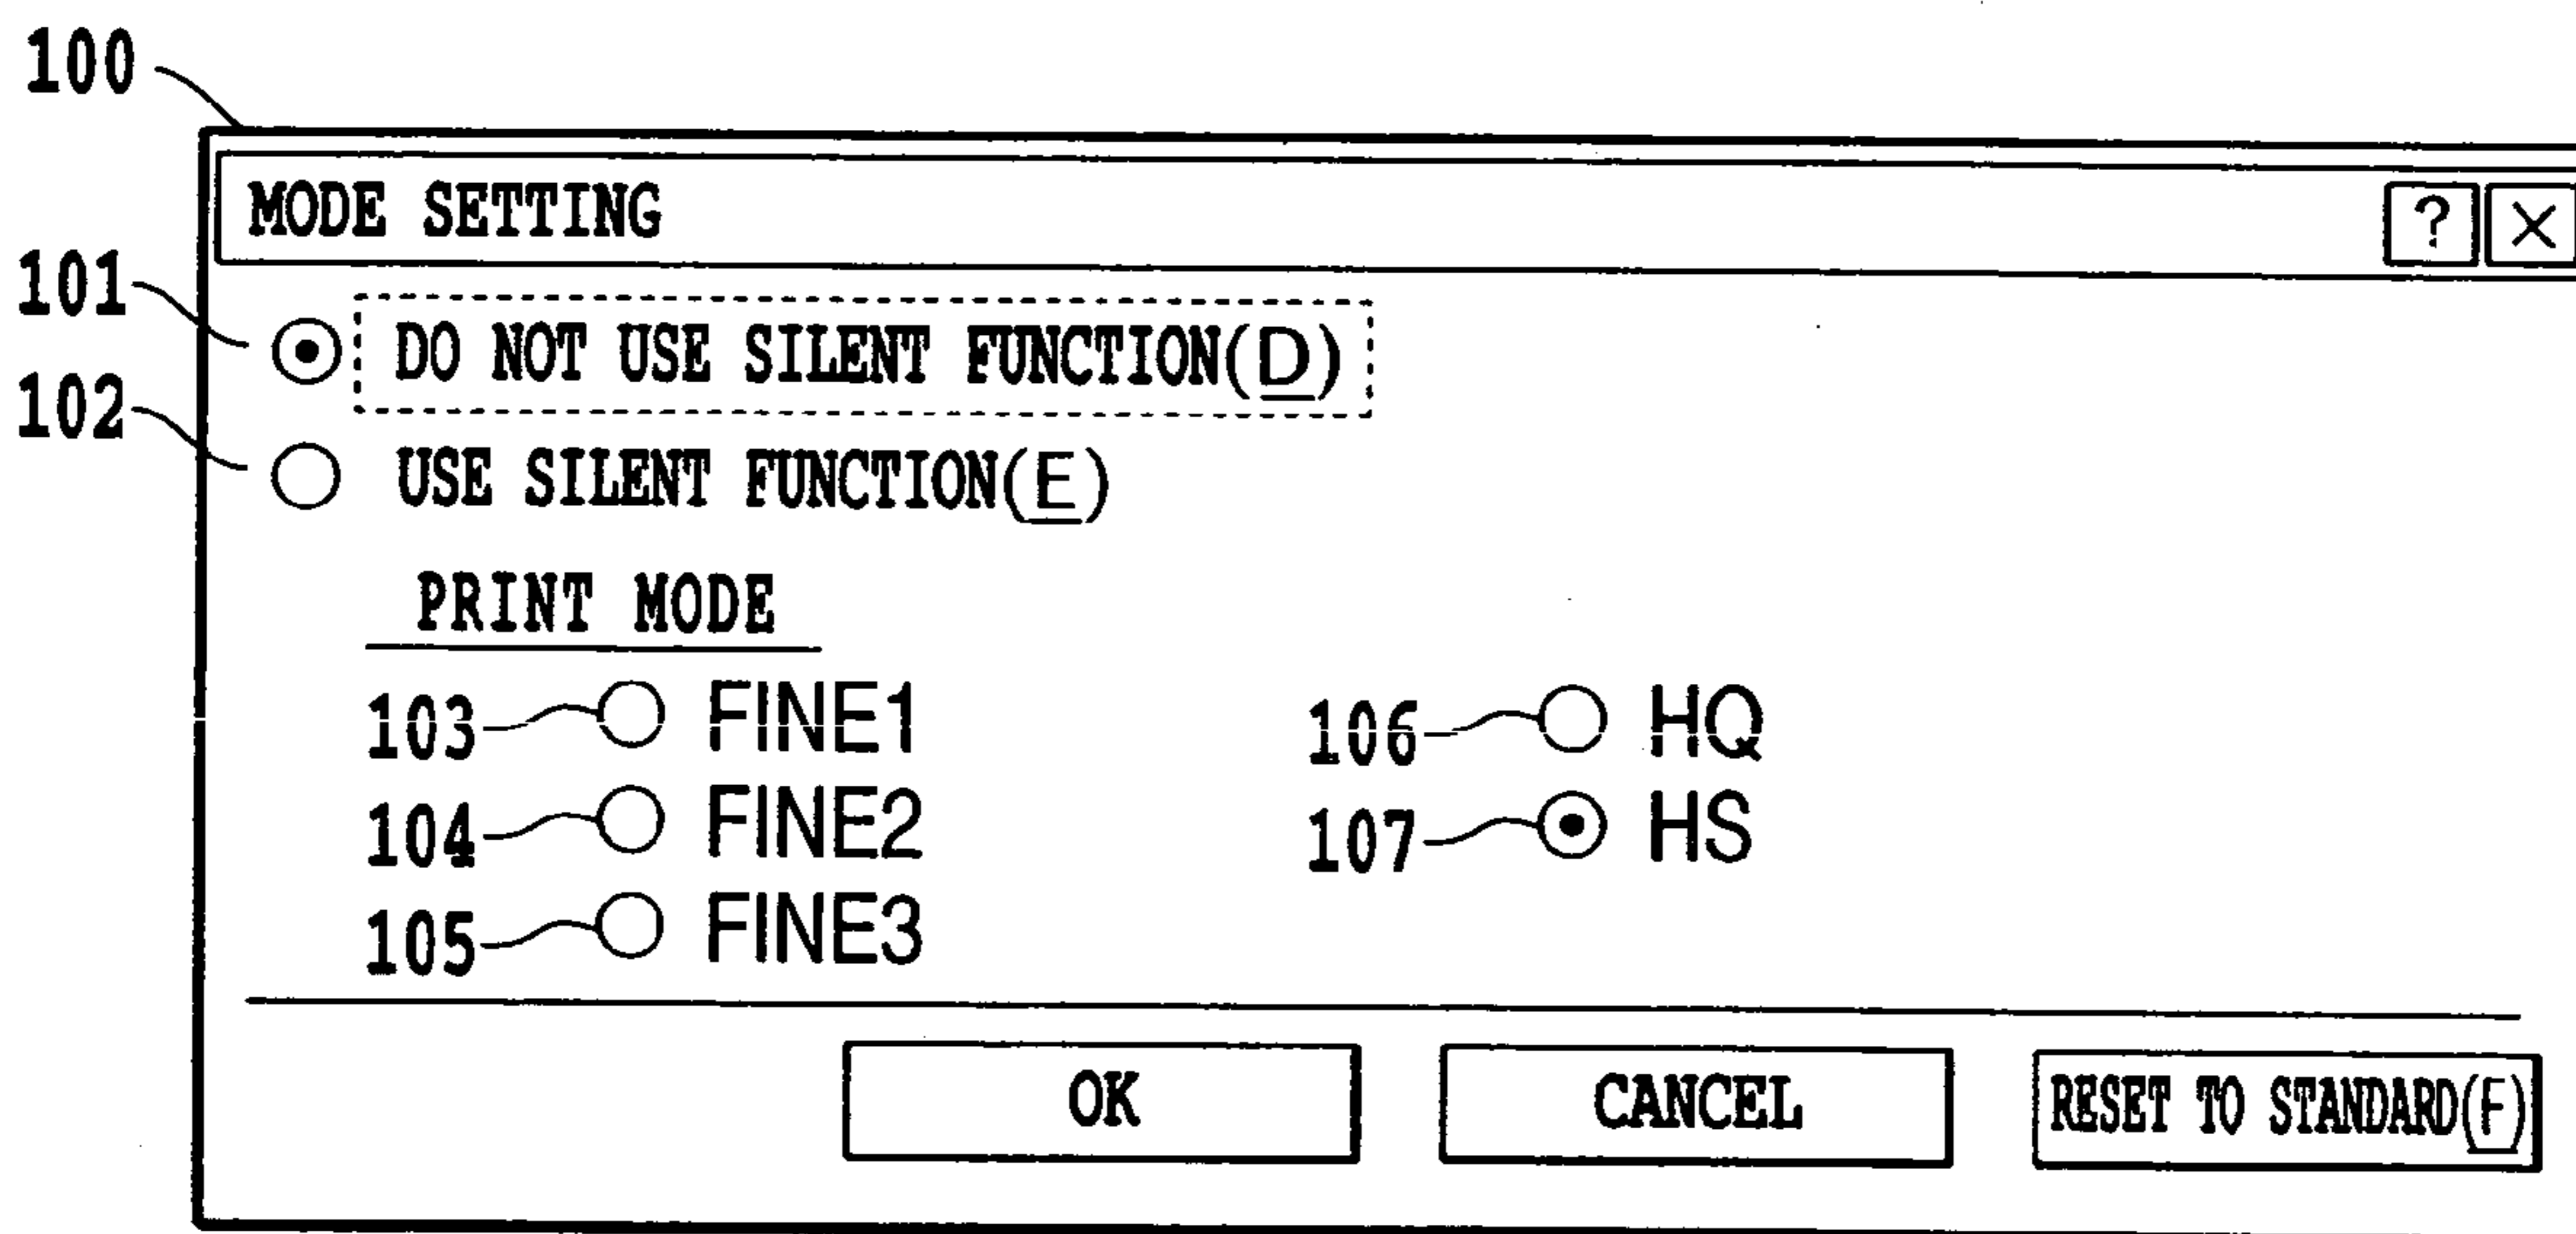 100
MODE SETTING ? X
101 DO NOT USE SILENT FUNCTION(D)
102 USE SILENT FUNCTION(E)
PRINT MODE
103 FINE1 106 HQ
104 FINE2 107 HS
105 FINE3
OK CANCEL RESET TO STANDARD(F)